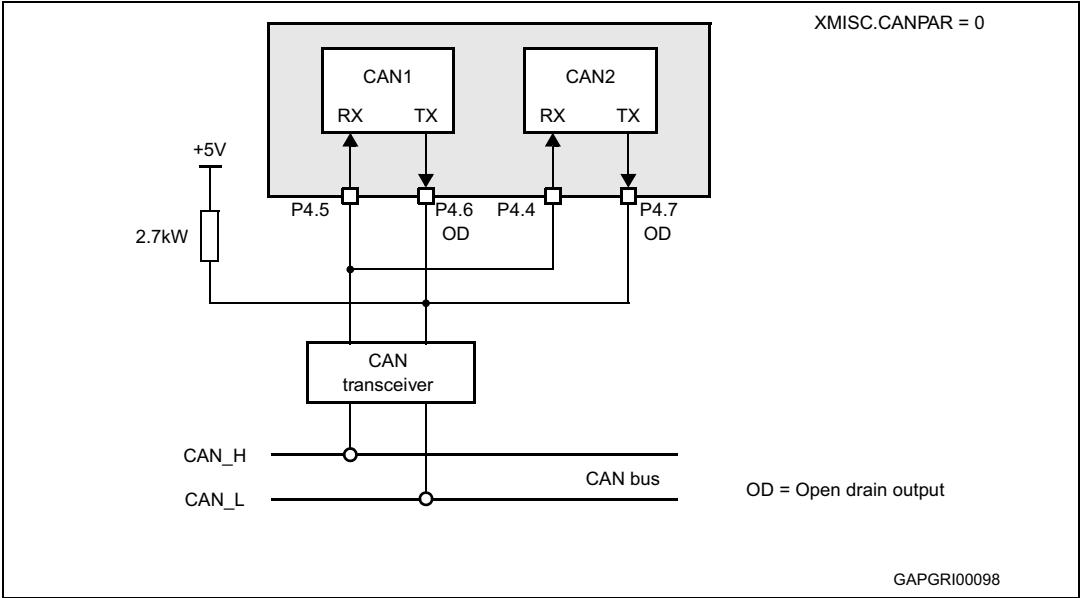 XMISC.CANPAR = 0
CAN1
CAN2
RX
TX
RX
TX
+5V
P4.5
P4.6
OD
P4.4
P4.7
OD
2.7kW
CAN
transceiver
CAN_H
CAN bus
CAN_L
OD = Open drain output
GAPGRI00098